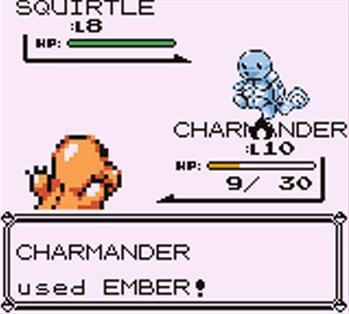 SQUIRTLE
:L8
HP:
CHARMANDER
:L10
HP:
9/ 30
CHARMANDER
used EMBER!